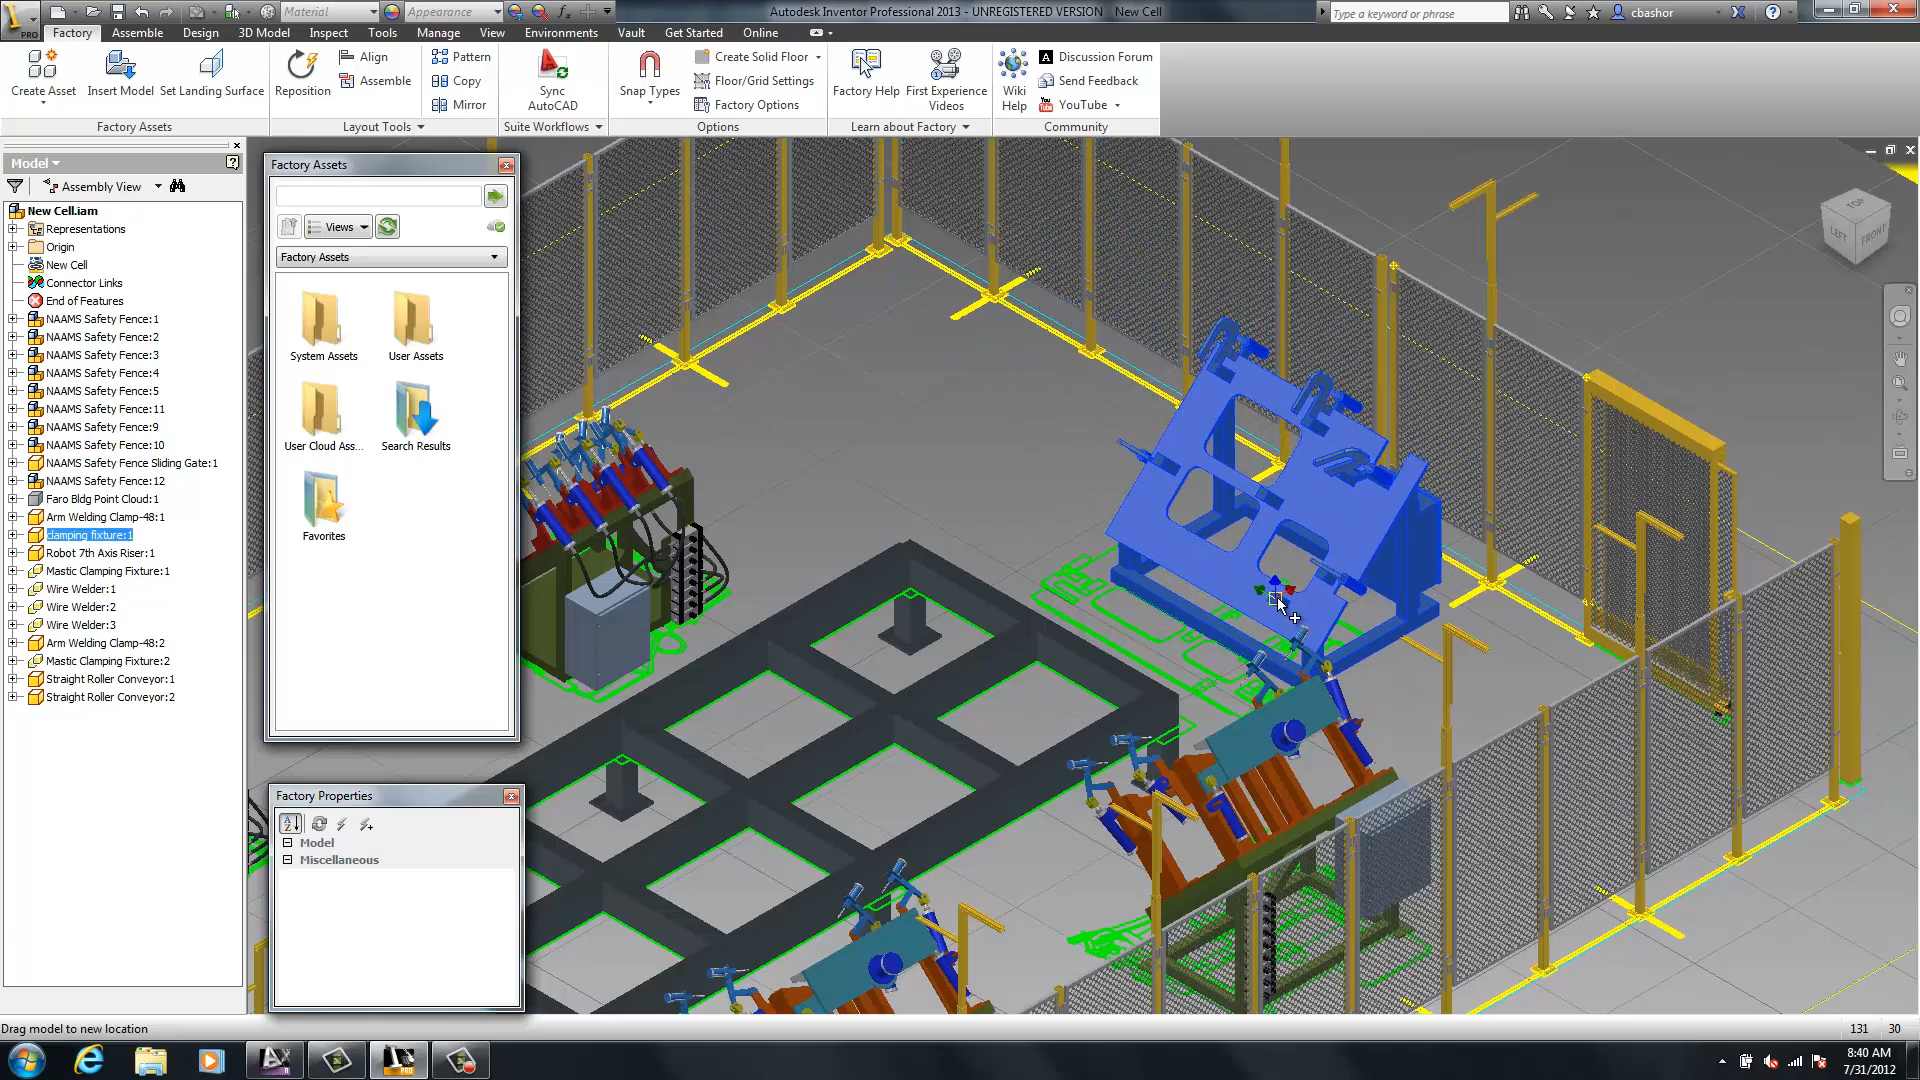 Material
Appearance
Autodesk Inventor Professional 2013 - UNREGISTERED VERSION New Cell
Type a keyword or phrase
cbashor
PRO
Factory Assemble Design 3D Model Inspect Tools Manage View Environments Vault Get Started Online
Create Asset
Insert Model
Set Landing Surface
Factory Assets
Reposition
Align
Assemble
Pattern
Copy
Mirror
Layout Tools
Sync AutoCAD
Suite Workflows
Snap Types
Create Solid Floor
Floor/Grid Settings
Factory Options
Options
Factory Help
First Experience Videos
Learn about Factory
Wiki Help
Discussion Forum
Send Feedback
YouTube
Community
Model
Assembly View
New Cell.iam
Representations
Origin
New Cell
Connector Links
End of Features
NAAMS Safety Fence:1
NAAMS Safety Fence:2
NAAMS Safety Fence:3
NAAMS Safety Fence:4
NAAMS Safety Fence:5
NAAMS Safety Fence:11
NAAMS Safety Fence:9
NAAMS Safety Fence:10
NAAMS Safety Fence Sliding Gate:1
NAAMS Safety Fence:12
Faro Bldg Point Cloud:1
Arm Welding Clamp-48:1
clamping fixture:1
Robot 7th Axis Riser:1
Mastic Clamping Fixture:1
Wire Welder:1
Wire Welder:2
Wire Welder:3
Arm Welding Clamp-48:2
Mastic Clamping Fixture:2
Straight Roller Conveyor:1
Straight Roller Conveyor:2
Factory Assets
Views
Factory Assets
System Assets
User Assets
User Cloud Ass...
Search Results
Favorites
Factory Properties
Model
Miscellaneous
TOP
LEFT
FRONT
Drag model to new location
131 30
8:40 AM
7/31/2012